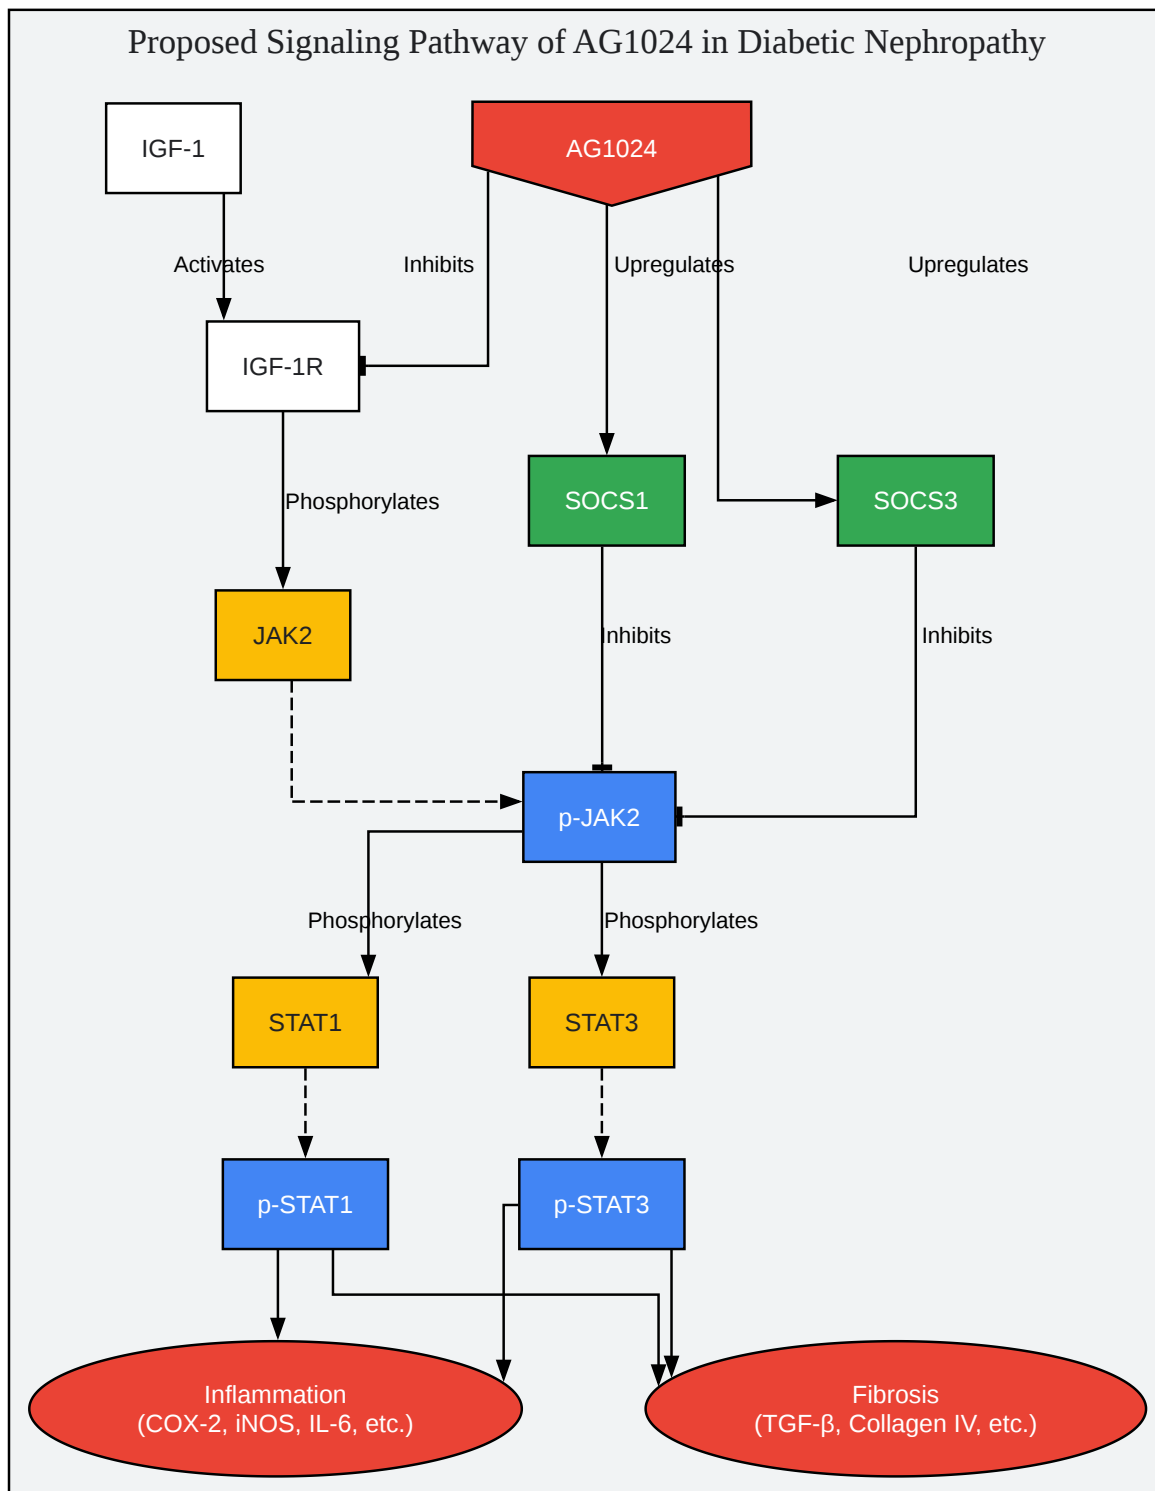 Proposed Signaling Pathway of AG1024 in Diabetic Nephropathy
IGF-1
AG1024
Activates
Inhibits
Upregulates
Upregulates
IGF-1R
Phosphorylates
SOCS1
SOCS3
JAK2
Inhibits
Inhibits
p-JAK2
Phosphorylates
Phosphorylates
STAT1
STAT3
p-STAT1
p-STAT3
Inflammation
(COX-2, iNOS, IL-6, etc.)
Fibrosis
(TGF-β, Collagen IV, etc.)